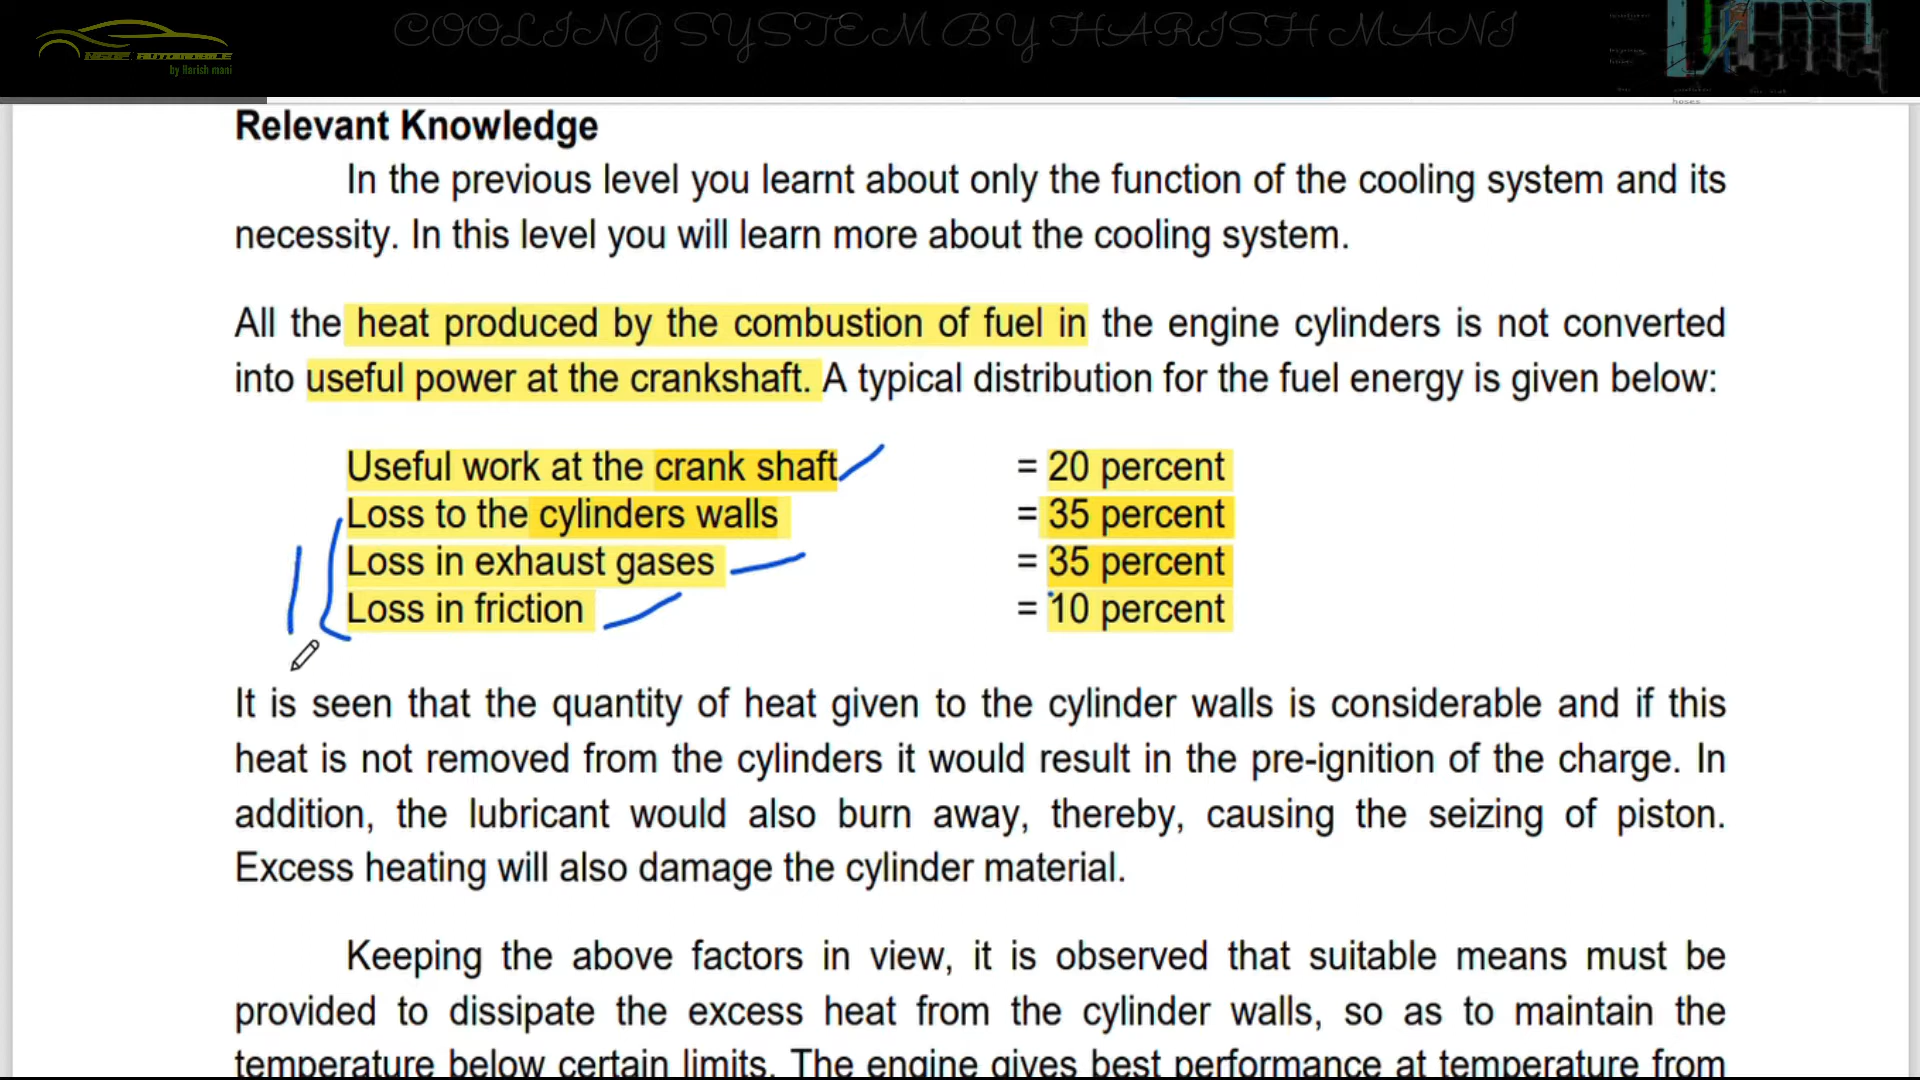 COOLING SYSTEM BY HARISH MANI
AUTOMOBILE
by Harish mani
hoses
Relevant Knowledge
In the previous level you learnt about only the function of the cooling system and its
necessity. In this level you will learn more about the cooling system.
All the heat produced by the combustion of fuel in the engine cylinders is not converted
into useful power at the crankshaft. A typical distribution for the fuel energy is given below:
Useful work at the crank shaft = 20 percent
Loss to the cylinders walls = 35 percent
Loss in exhaust gases = 35 percent
Loss in friction = 10 percent
It is seen that the quantity of heat given to the cylinder walls is considerable and if this
heat is not removed from the cylinders it would result in the pre-ignition of the charge. In
addition, the lubricant would also burn away, thereby, causing the seizing of piston.
Excess heating will also damage the cylinder material.
Keeping the above factors in view, it is observed that suitable means must be
provided to dissipate the excess heat from the cylinder walls, so as to maintain the
temperature below certain limits. The engine gives best performance at temperature from